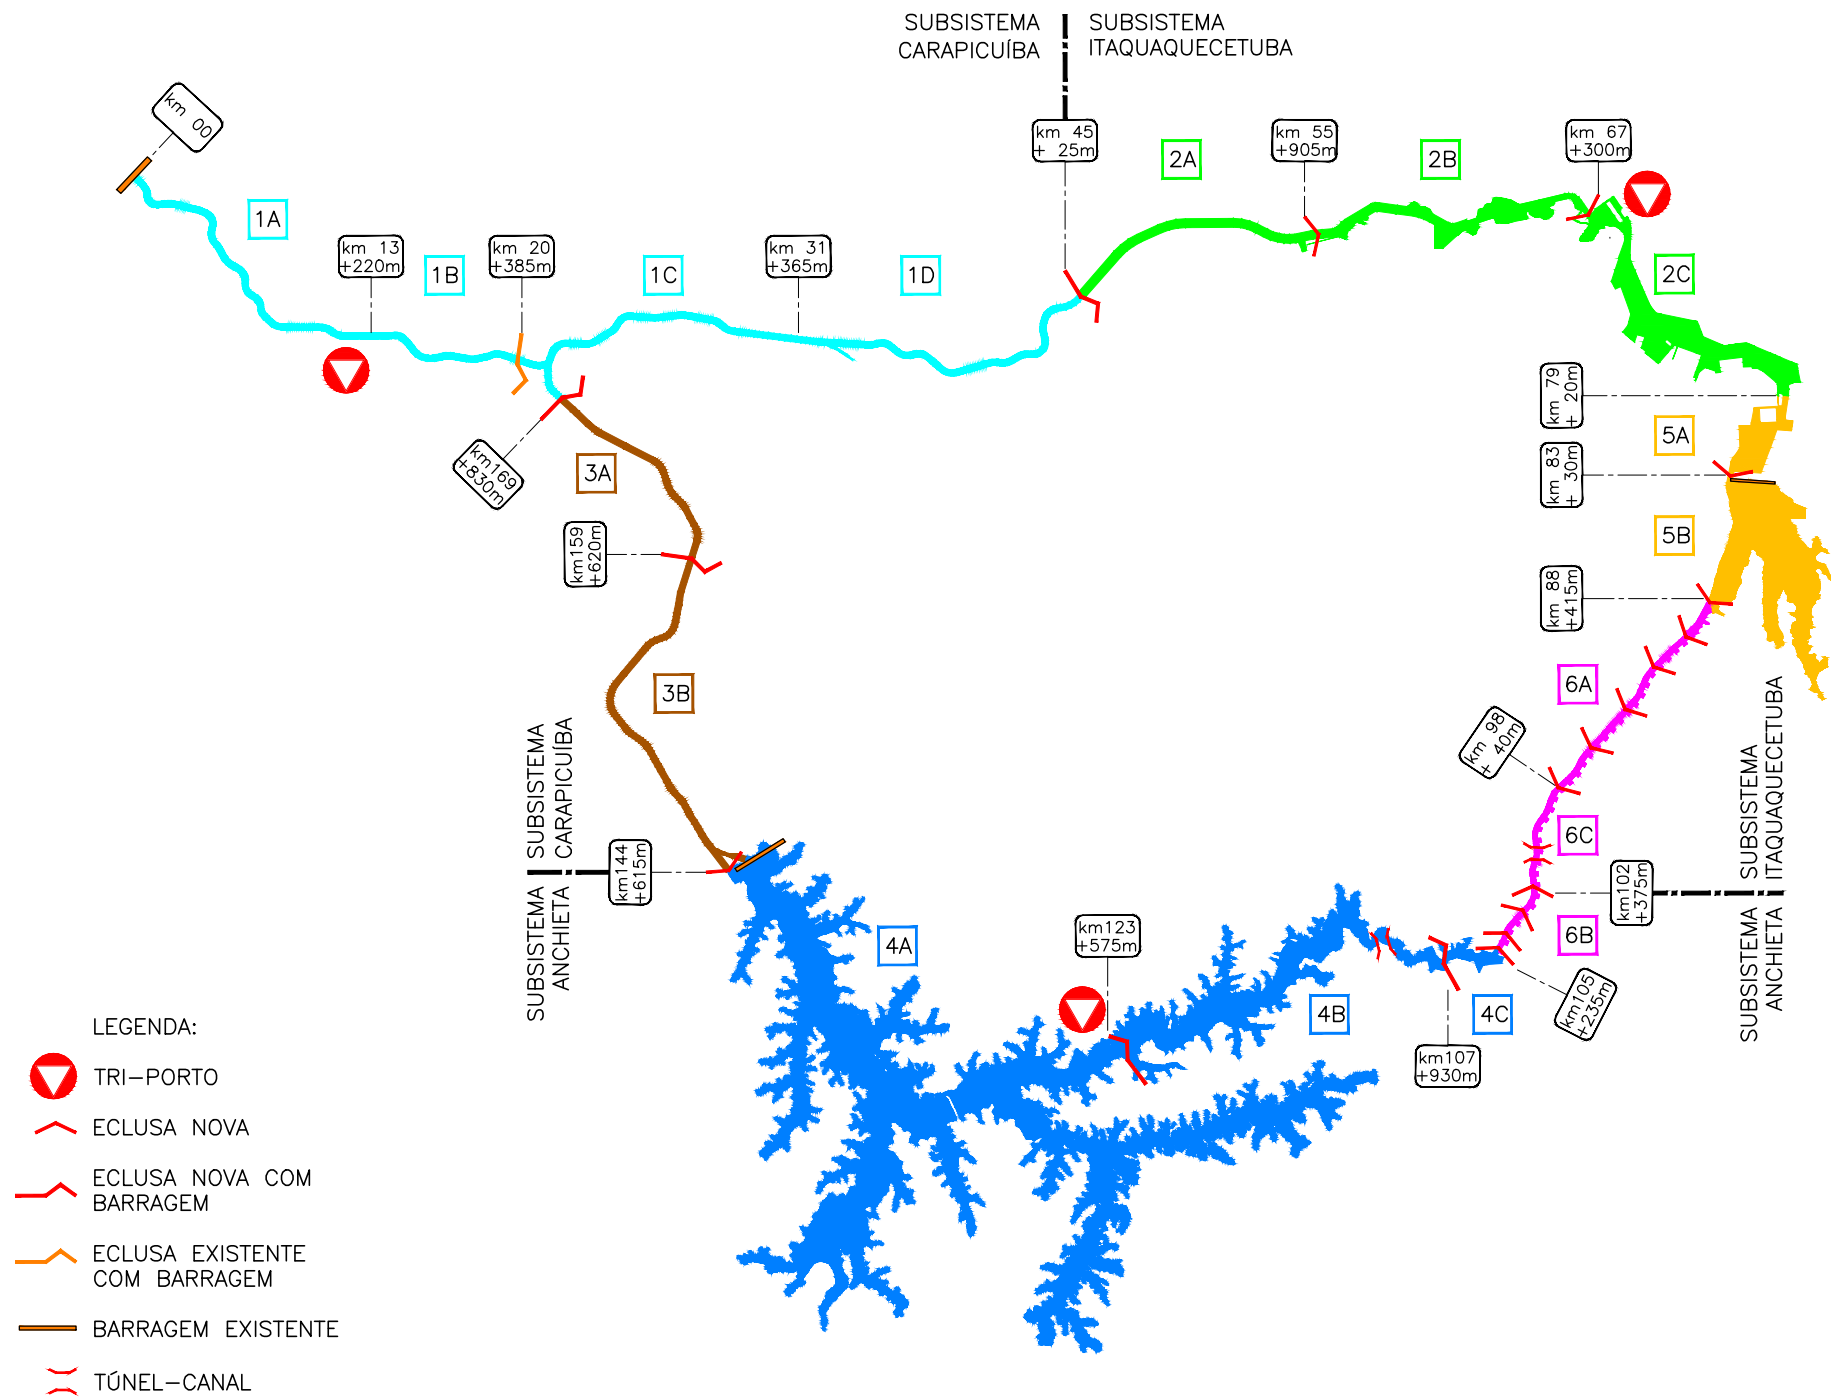 SUBSISTEMA
CARAPICUÍBA
SUBSISTEMA
ITAQUAQUECETUBA
km 00
km 45
+ 25m
km 55
+905m
km 67
+300m
2A
2B
1A
km 13
+220m
1B
km 20
+385m
1C
km 31
+365m
1D
2C
km 79
+ 20m
5A
km 83
+ 30m
5B
km 88
+415m
km169
+830m
3A
km159
+620m
3B
6A
km 98
+ 40m
6C
SUBSISTEMA
CARAPICUÍBA
SUBSISTEMA
ANCHIETA
km144
+615m
SUBSISTEMA
ITAQUAQUECETUBA
SUBSISTEMA
ANCHIETA
km102
+375m
6B
4A
km123
+575m
4B
4C
km105
+235m
km107
+930m
LEGENDA:
TRI-PORTO
ECLUSA NOVA
ECLUSA NOVA COM
BARRAGEM
ECLUSA EXISTENTE
COM BARRAGEM
BARRAGEM EXISTENTE
TÚNEL-CANAL